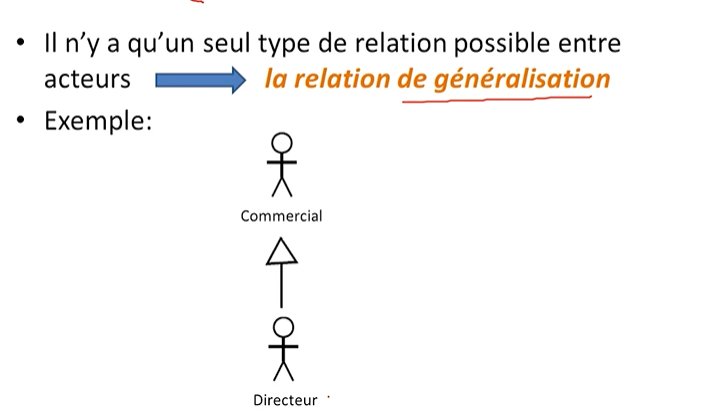 • Il n’y a qu’un seul type de relation possible entre
acteurs la relation de généralisation
• Exemple:
Commercial
Directeur